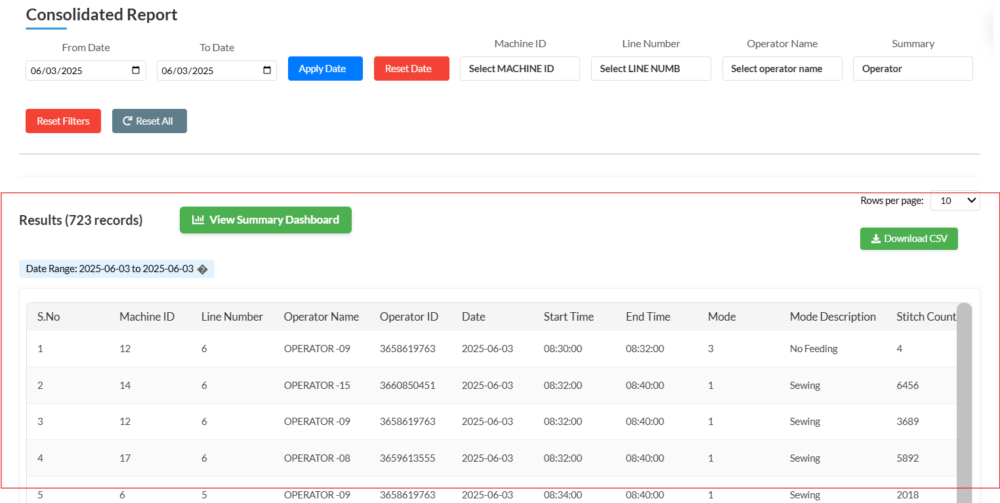 Consolidated Report
From Date To Date Machine ID Line Number Operator Name Summary
06/03/2025 06/03/2025 Apply Date Reset Date Select MACHINE ID Select LINE NUMB Select operator name Operator
Reset Filters Reset All
Rows per page: 10
Results (723 records) View Summary Dashboard
Download CSV
Date Range: 2025-06-03 to 2025-06-03
S.No Machine ID Line Number Operator Name Operator ID Date Start Time End Time Mode Mode Description Stitch Count
1 12 6 OPERATOR -09 3658619763 2025-06-03 08:30:00 08:32:00 3 No Feeding 4
2 14 6 OPERATOR -15 3660850451 2025-06-03 08:32:00 08:40:00 1 Sewing 6456
3 12 6 OPERATOR -09 3658619763 2025-06-03 08:32:00 08:40:00 1 Sewing 3689
4 17 6 OPERATOR -08 3659613555 2025-06-03 08:32:00 08:40:00 1 Sewing 5892
5 6 5 OPERATOR -09 3658619763 2025-06-03 08:34:00 08:40:00 1 Sewing 2018